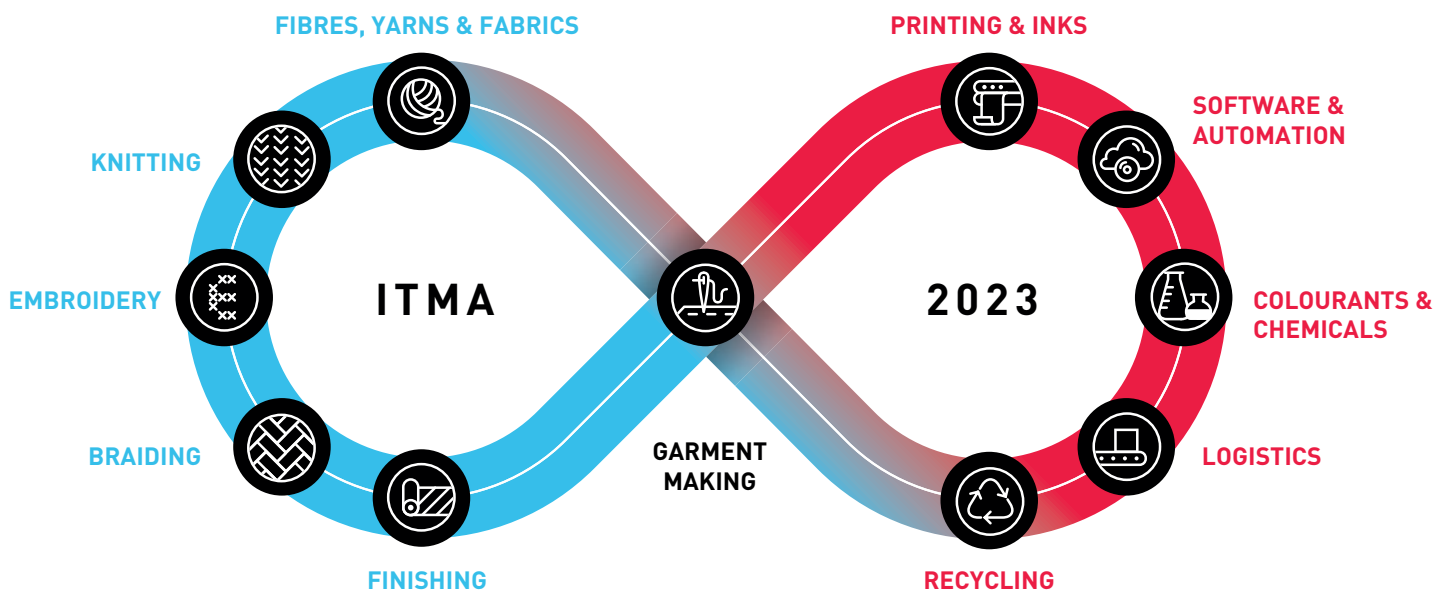 FIBRES, YARNS & FABRICS
PRINTING & INKS
SOFTWARE &
AUTOMATION
KNITTING
ITMA
2023
EMBROIDERY
COLOURANTS &
CHEMICALS
BRAIDING
GARMENT
MAKING
LOGISTICS
FINISHING
RECYCLING